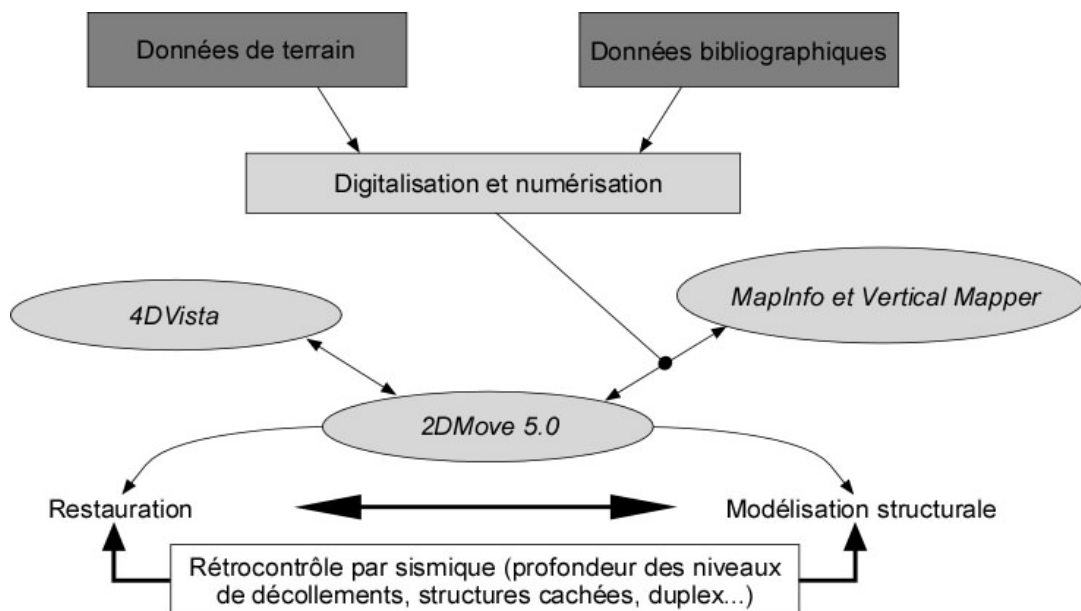 Données de terrain
Données bibliographiques
Digitalisation et numérisation
4DVista
MapInfo et Vertical Mapper
2DMove 5.0
Restauration
Modélisation structurale
Rétrocontrôle par sismique (profondeur des niveaux
de décollements, structures cachées, duplex...)